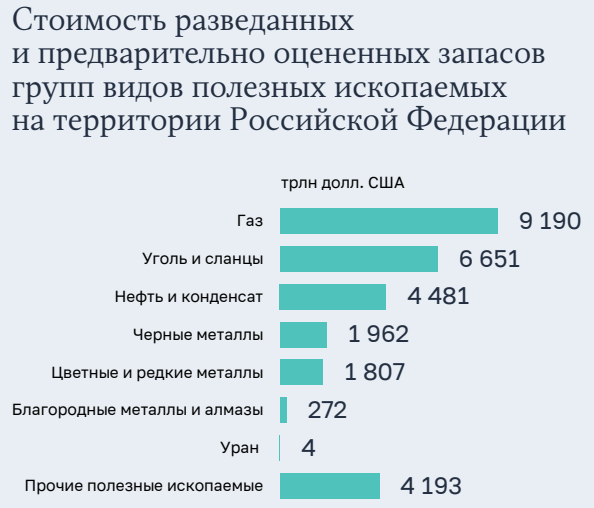 Стоимость разведанных
и предварительно оцененных запасов
групп видов полезных ископаемых
на территории Российской Федерации
трлн долл. США
Газ 9 190
Уголь и сланцы 6 651
Нефть и конденсат 4 481
Черные металлы 1 962
Цветные и редкие металлы 1 807
Благородные металлы и алмазы 272
Уран 4
Прочие полезные ископаемые 4 193